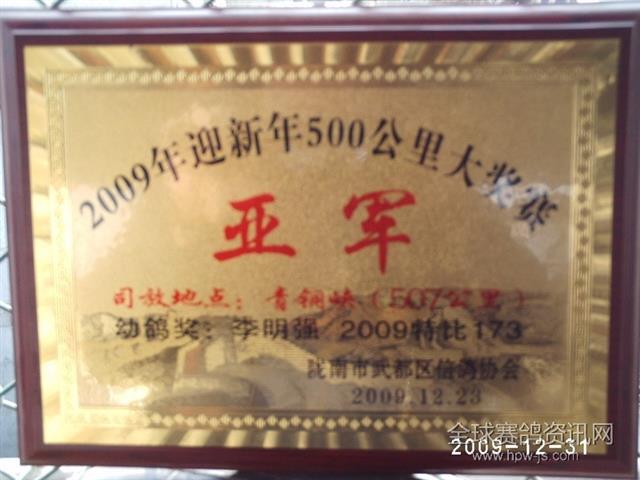 2009年迎新年500公里大奖赛
亚军
司放地点：青铜峡（507公里）
幼鸽奖：李明强 2009特比173
陇南市武都区信鸽协会
2009.12.23
全球赛鸽资讯网
2009-12-31
www.hpw-js.com